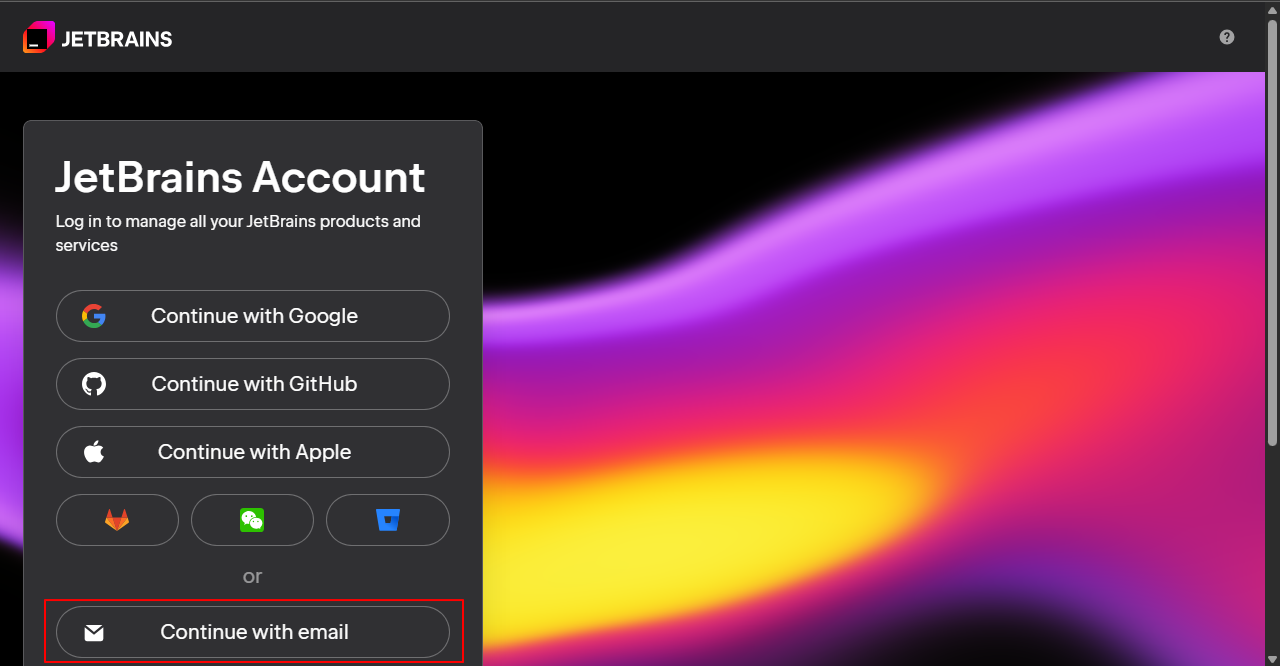 JETBRAINS
JetBrains Account
Log in to manage all your JetBrains products and
services
Continue with Google
Continue with GitHub
Continue with Apple
or
Continue with email